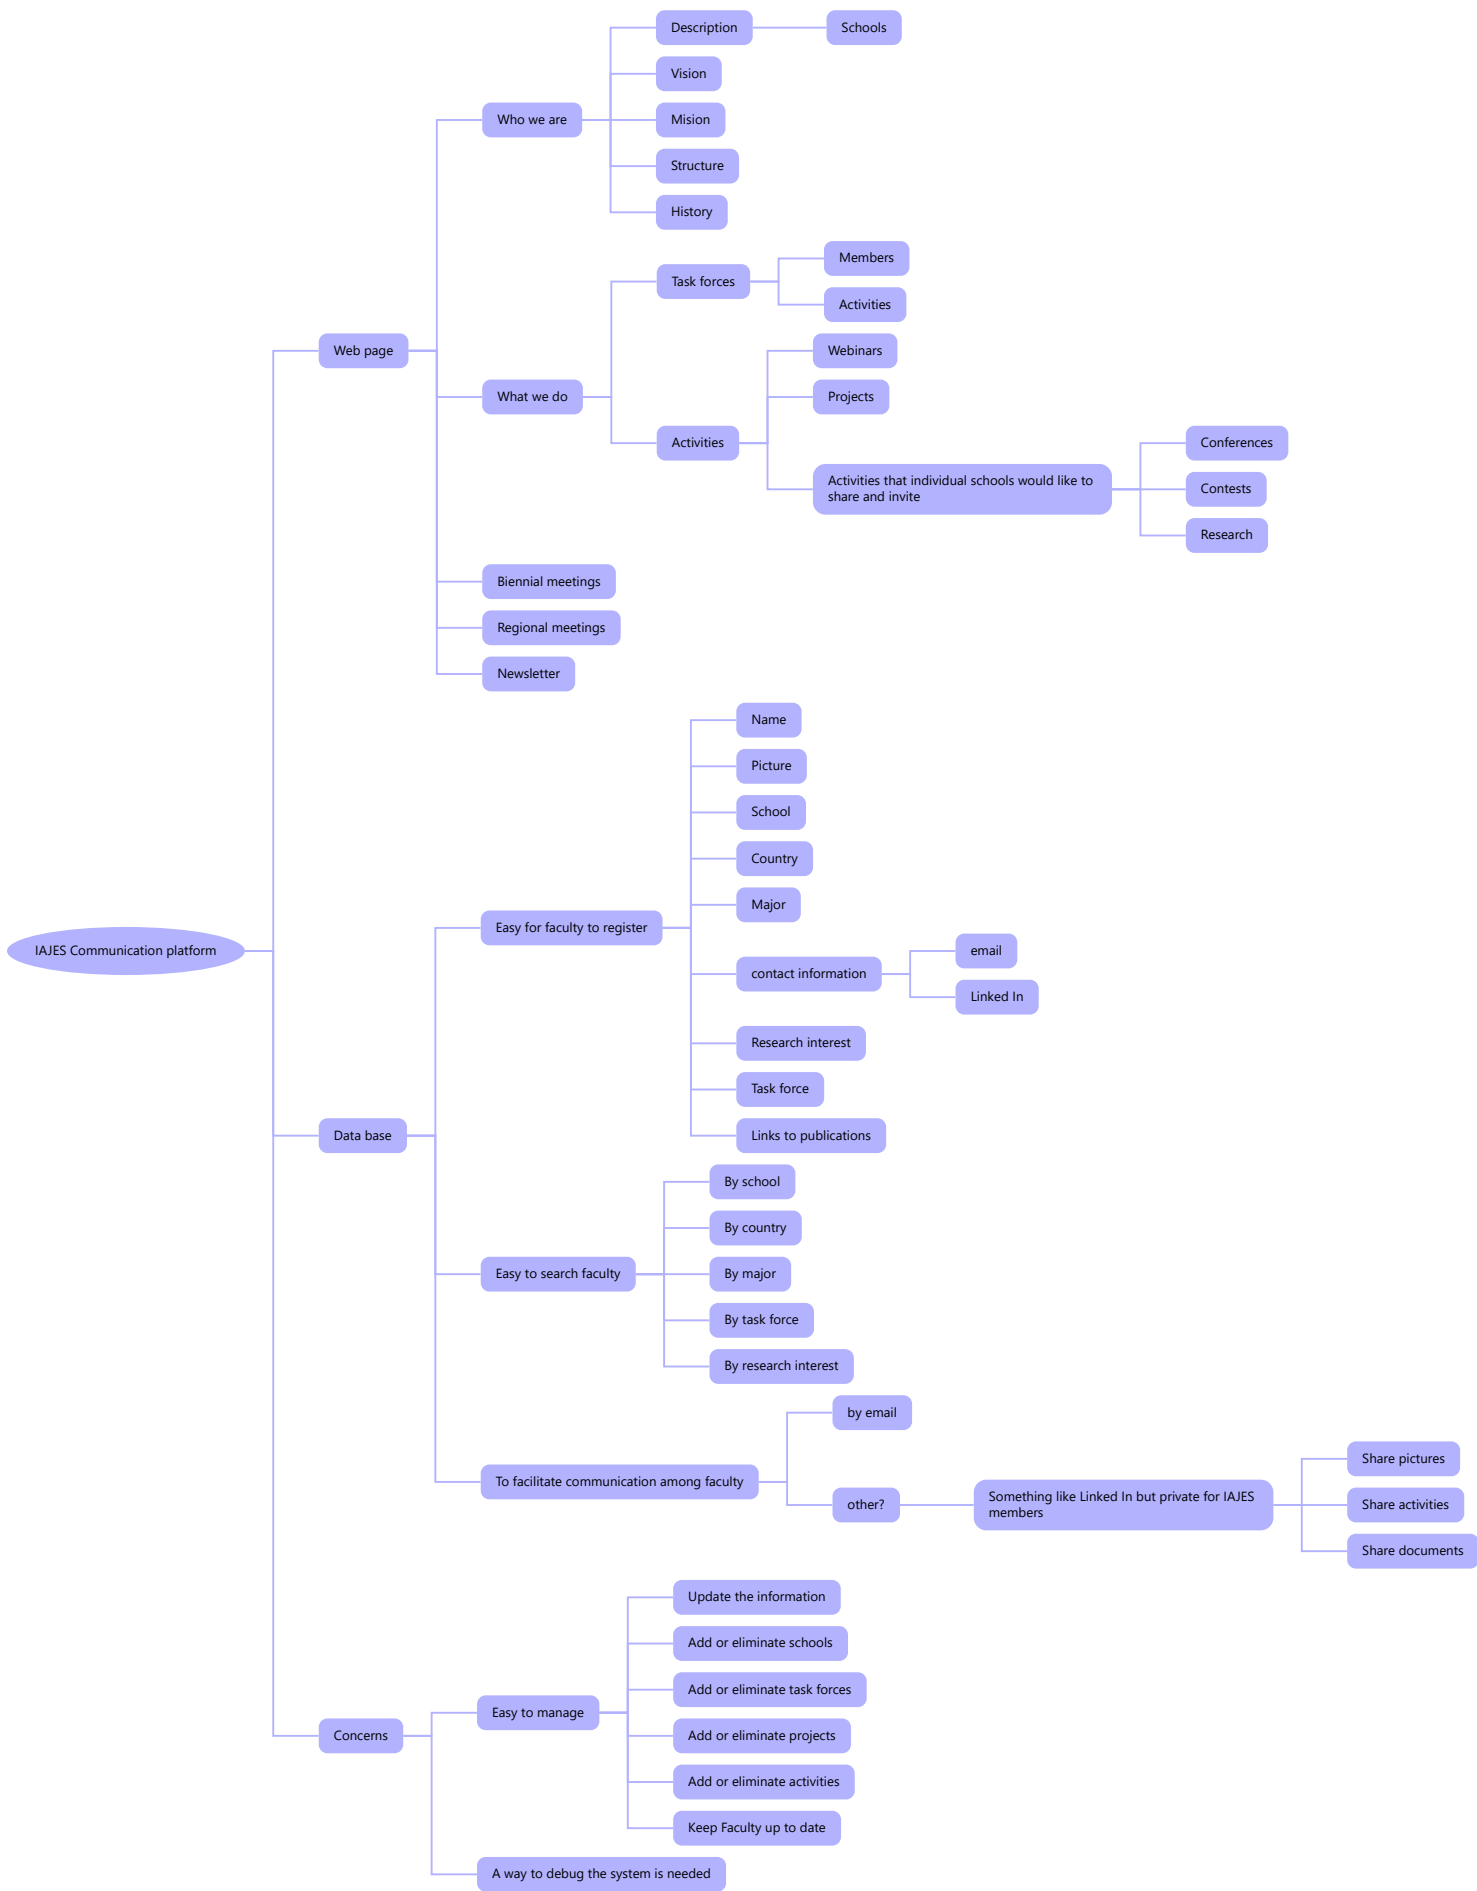 Description
Schools
Vision
Who we are
Mision
Structure
History
Members
Task forces
Activities
Web page
Webinars
What we do
Projects
Activities
Conferences
Activities that individual schools would like to
share and invite
Contests
Research
Biennial meetings
Regional meetings
Newsletter
Name
Picture
School
Country
Major
Easy for faculty to register
IAJES Communication platform
contact information
email
Linked In
Research interest
Task force
Data base
Links to publications
By school
By country
Easy to search faculty
By major
By task force
By research interest
by email
To facilitate communication among faculty
other?
Something like Linked In but private for IAJES
members
Share pictures
Share activities
Share documents
Update the information
Add or eliminate schools
Add or eliminate task forces
Easy to manage
Concerns
Add or eliminate projects
Add or eliminate activities
Keep Faculty up to date
A way to debug the system is needed